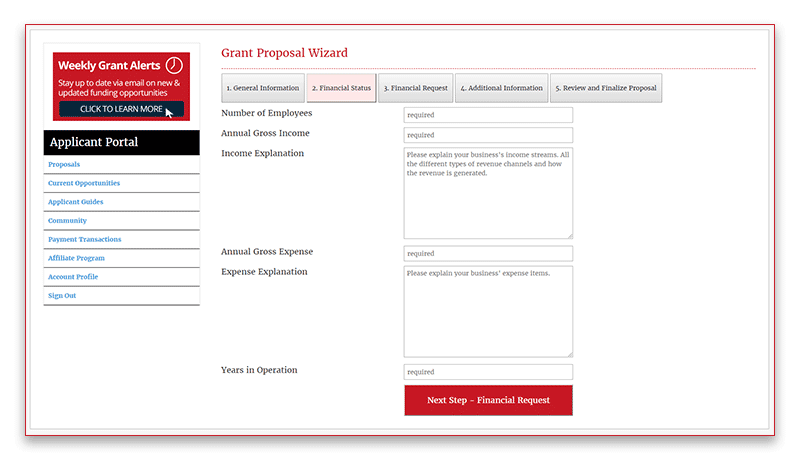 Weekly Grant Alerts
Stay up to date via email on new &
updated funding opportunities
CLICK TO LEARN MORE
Applicant Portal
Proposals
Current Opportunities
Applicant Guides
Community
Payment Transactions
Affiliate Program
Account Profile
Sign Out
Grant Proposal Wizard
1. General Information
2. Financial Status
3. Financial Request
4. Additional Information
5. Review and Finalize Proposal
Number of Employees
required
Annual Gross Income
required
Income Explanation
Please explain your business's income streams. All
the different types of revenue channels and how
the revenue is generated.
Annual Gross Expense
required
Expense Explanation
Please explain your business' expense items.
Years in Operation
required
Next Step - Financial Request